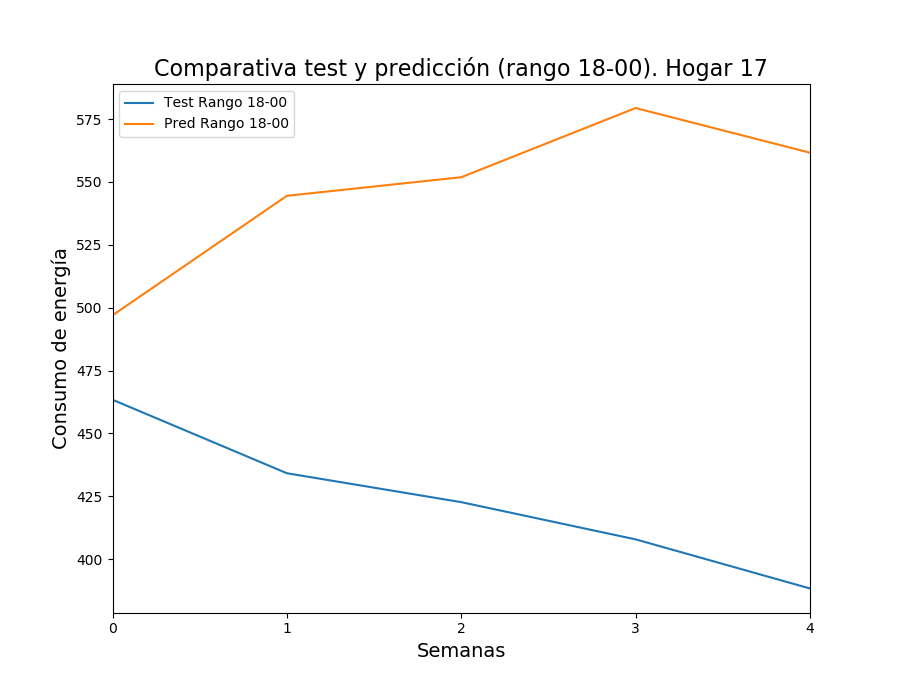 Comparativa test y predicción (rango 18-00). Hogar 17
Test Rango 18-00
Pred Rango 18-00
575
550
525
500
475
450
425
400
Consumo de energía
0 1 2 3 4
Semanas